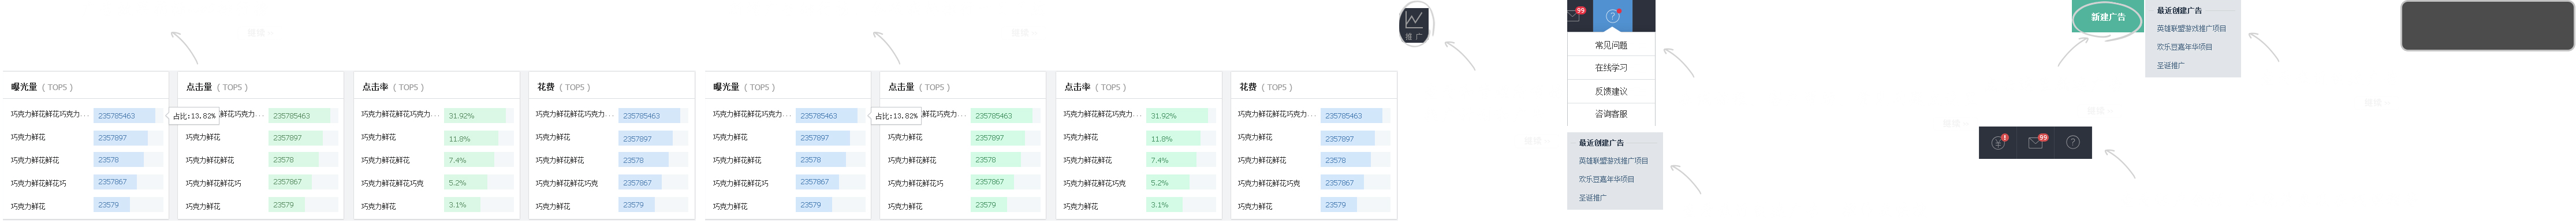 曝光量 ( TOP5 )
巧克力鲜花鲜花巧克力...
235785463
巧克力鲜花
2357897
巧克力鲜花鲜花
23578
巧克力鲜花鲜花巧
2357867
巧克力鲜花
23579
占比:13.82%
点击量 ( TOP5 )
鲜花巧克力...
235785463
巧克力鲜花
2357897
巧克力鲜花鲜花
23578
巧克力鲜花鲜花巧
2357867
巧克力鲜花
23579
点击率 ( TOP5 )
巧克力鲜花鲜花巧克力...
31.92%
巧克力鲜花
11.8%
巧克力鲜花鲜花
7.4%
巧克力鲜花鲜花巧克
5.2%
巧克力鲜花
3.1%
花费 ( TOP5 )
巧克力鲜花鲜花巧克力...
235785463
巧克力鲜花
2357897
巧克力鲜花鲜花
23578
巧克力鲜花鲜花巧克
2357867
巧克力鲜花
23579
曝光量 ( TOP5 )
巧克力鲜花鲜花巧克力...
235785463
巧克力鲜花
2357897
巧克力鲜花鲜花
23578
巧克力鲜花鲜花巧
2357867
巧克力鲜花
23579
占比:13.82%
点击量 ( TOP5 )
鲜花巧克力...
235785463
巧克力鲜花
2357897
巧克力鲜花鲜花
23578
巧克力鲜花鲜花巧
2357867
巧克力鲜花
23579
点击率 ( TOP5 )
巧克力鲜花鲜花巧克力...
31.92%
巧克力鲜花
11.8%
巧克力鲜花鲜花
7.4%
巧克力鲜花鲜花巧克
5.2%
巧克力鲜花
3.1%
花费 ( TOP5 )
巧克力鲜花鲜花巧克力...
235785463
巧克力鲜花
2357897
巧克力鲜花鲜花
23578
巧克力鲜花鲜花巧克
2357867
巧克力鲜花
23579
推广
99
常见问题
在线学习
反馈建议
咨询客服
最近创建广告
英雄联盟游戏推广项目
欢乐豆嘉年华项目
圣诞推广
99
新建广告
最近创建广告
英雄联盟游戏推广项目
欢乐豆嘉年华项目
圣诞推广